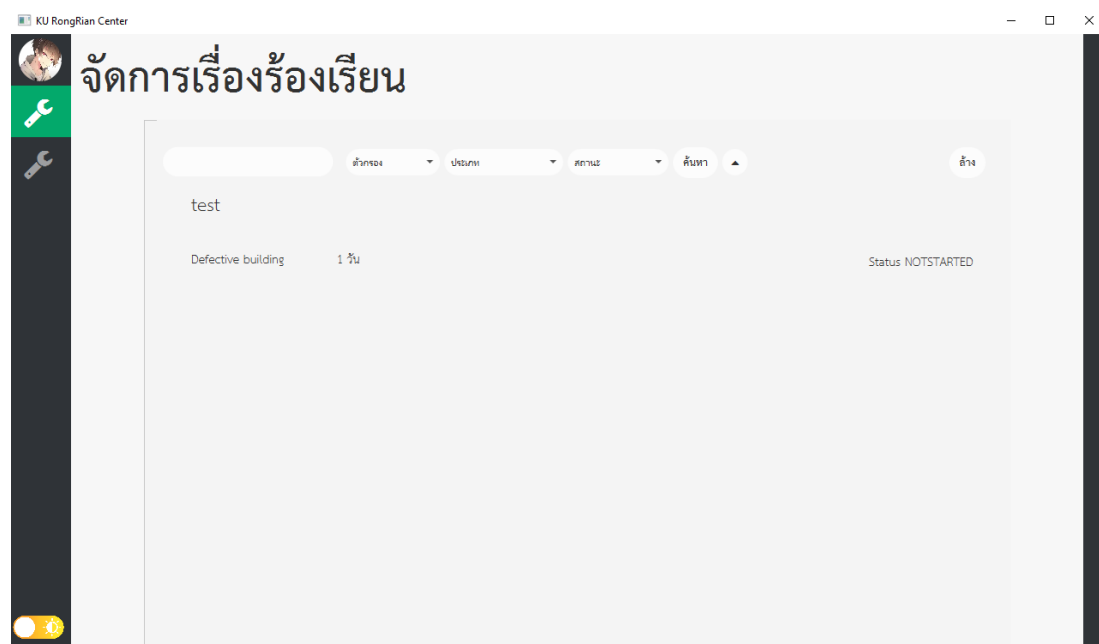 KU RongRian Center
จัดการเรื่องร้องเรียน
ตัวกรอง ประเภท สถานะ ค้นหา ล้าง
test
Defective building 1 วัน Status NOTSTARTED